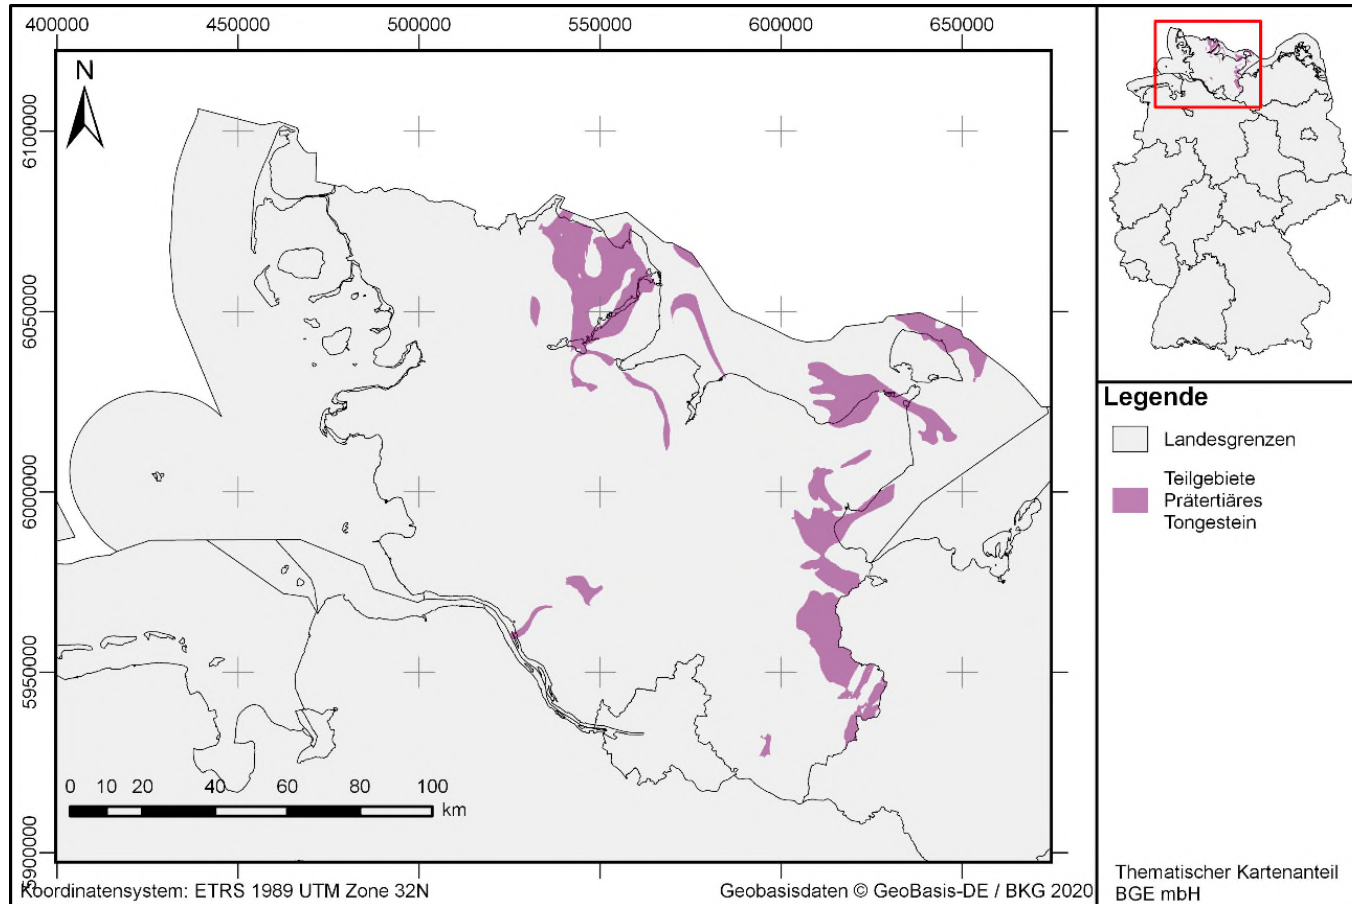 400000 450000 500000 550000 600000 650000
N
6100000
6050000
6000000
5950000
5900000
0 10 20 40 60 80 100
km
Koordinatensystem: ETRS 1989 UTM Zone 32N
Geobasisdaten © GeoBasis-DE / BKG 2020
Legende
Landesgrenzen
Teilgebiete
Prätertiäres
Tongestein
Thematischer Kartenanteil
BGE mbH